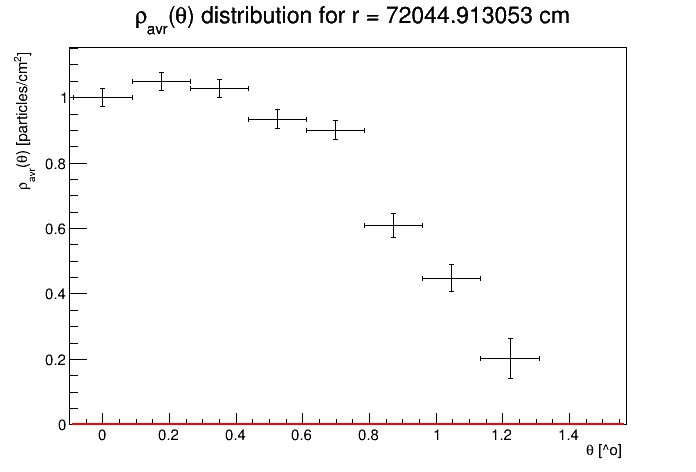 ρavr(θ) distribution for r = 72044.913053 cm
ρavr(θ) [particles/cm2]
1
0.8
0.6
0.4
0.2
0
0 0.2 0.4 0.6 0.8 1 1.2 1.4
θ [^o]